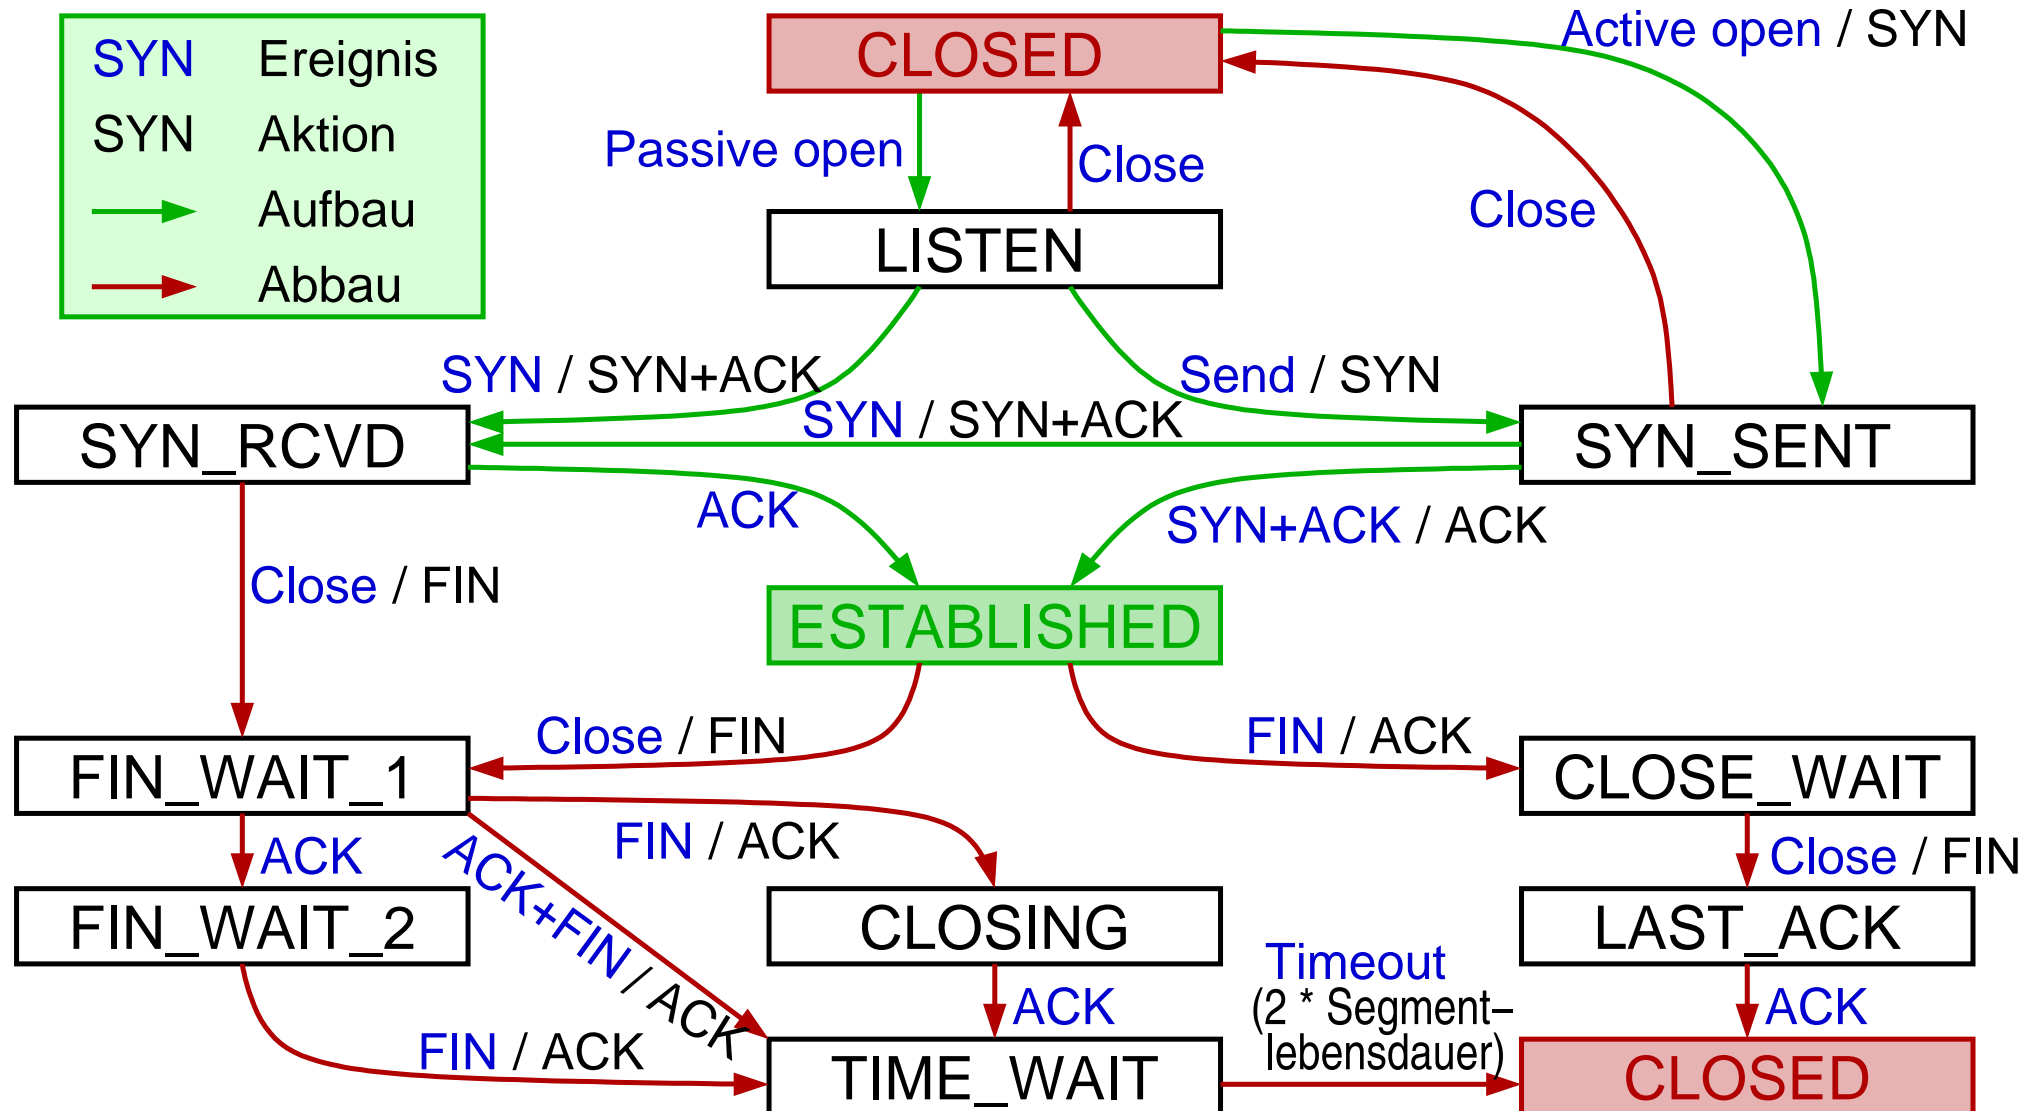 SYN Ereignis
SYN Aktion
Aufbau
Abbau
CLOSED
Active open / SYN
Passive open
Close
Close
LISTEN
SYN / SYN+ACK
Send / SYN
SYN / SYN+ACK
SYN_RCVD
SYN_SENT
ACK
SYN+ACK / ACK
Close / FIN
ESTABLISHED
Close / FIN
FIN / ACK
FIN_WAIT_1
CLOSE_WAIT
ACK
ACK+FIN / ACK
FIN / ACK
Close / FIN
FIN_WAIT_2
CLOSING
LAST_ACK
Timeout
(2 * Segment–
lebensdauer)
ACK
ACK
FIN / ACK
TIME_WAIT
CLOSED